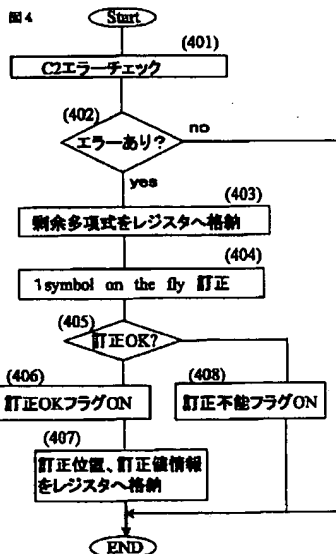 図4
Start
(401)
C2エラーチェック
(402)
エラーあり?
no
yes
(403)
剰余多項式をレジスタへ格納
(404)
1symbol on the fly 訂正
(405)
訂正OK?
(406)
訂正OKフラグON
(408)
訂正不能フラグON
(407)
訂正位置、訂正値情報
をレジスタへ格納
END